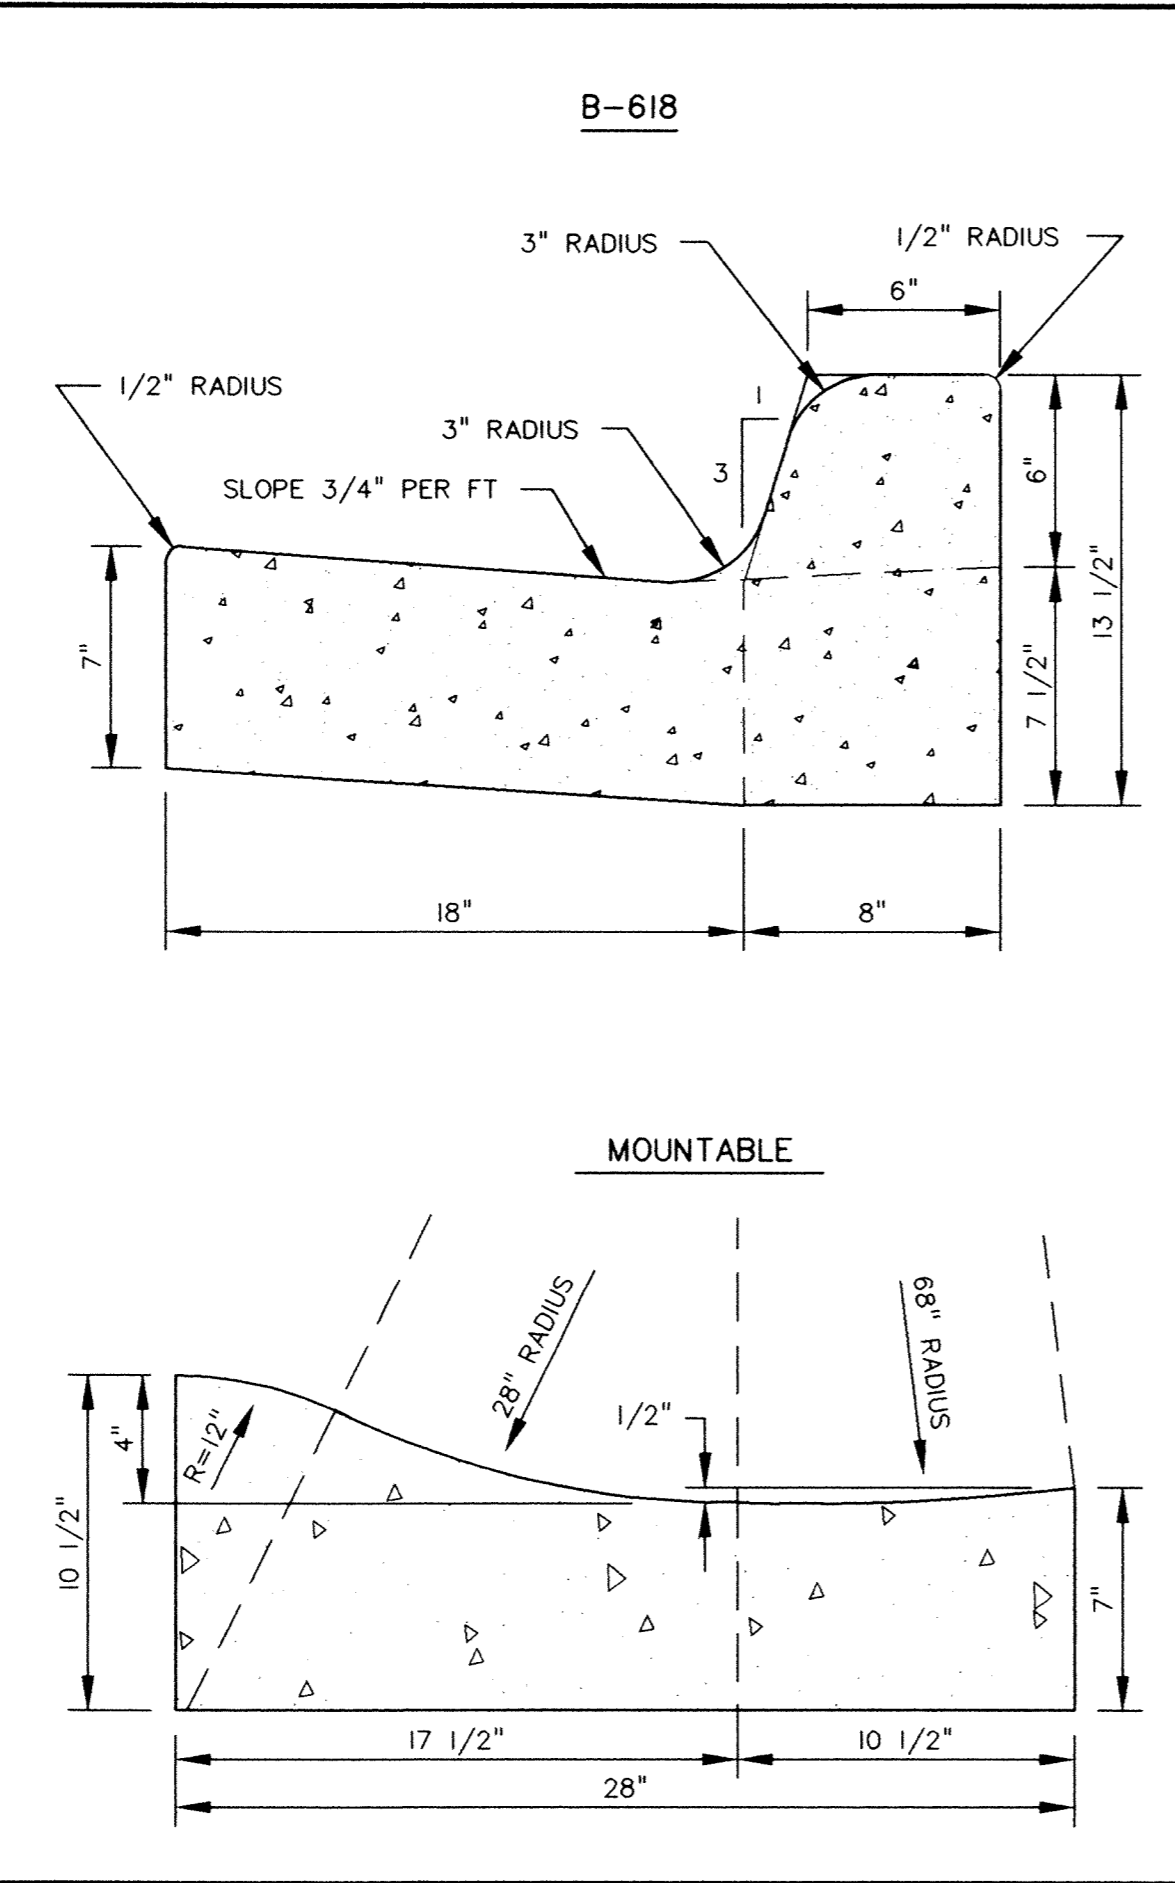 B-618
3" RADIUS
1/2" RADIUS
6"
1/2" RADIUS
1
3" RADIUS
3
6"
SLOPE 3/4" PER FT
13 1/2"
7"
7 1/2"
18"
8"
MOUNTABLE
28" RADIUS
68" RADIUS
1/2"
4"
R=12"
10 1/2"
7"
17 1/2"
10 1/2"
28"